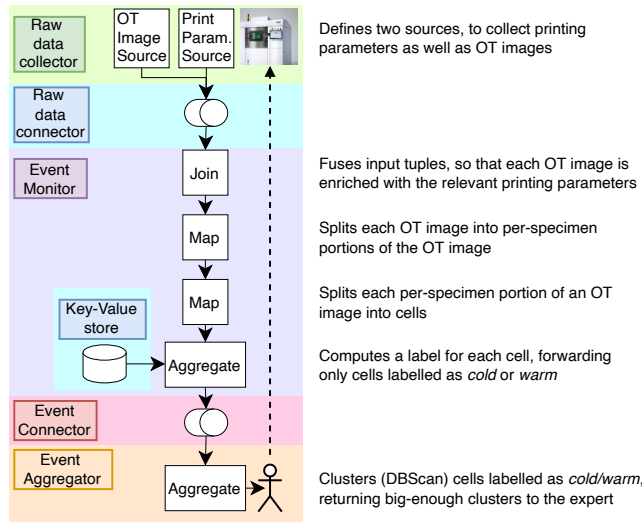 Raw
data
collector
OT
Image
Source
Print
Param.
Source
Defines two sources, to collect printing
parameters as well as OT images
Raw
data
connector
Event
Monitor
Join
Fuses input tuples, so that each OT image is
enriched with the relevant printing parameters
Map
Splits each OT image into per-specimen
portions of the OT image
Map
Splits each per-specimen portion of an OT
image into cells
Key-Value
store
Aggregate
Computes a label for each cell, forwarding
only cells labelled as cold or warm
Event
Connector
Event
Aggregator
Aggregate
Clusters (DBScan) cells labelled as cold/warm,
returning big-enough clusters to the expert